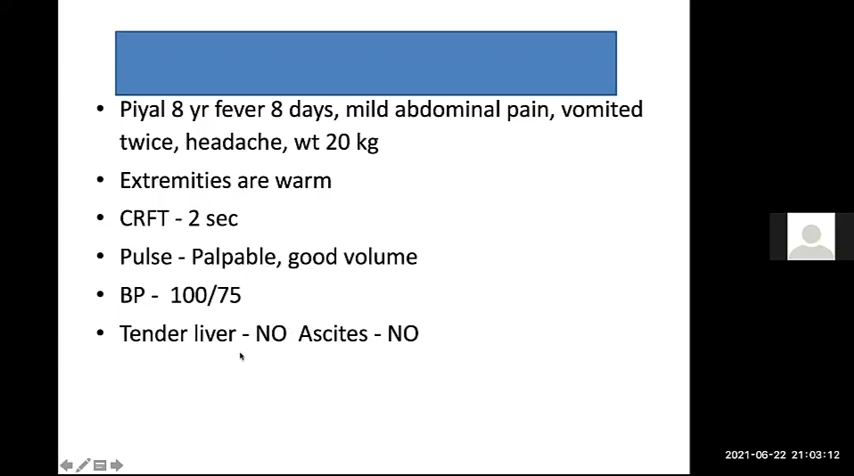 • Piyal 8 yr fever 8 days, mild abdominal pain, vomited
twice, headache, wt 20 kg
• Extremities are warm
• CRFT - 2 sec
• Pulse - Palpable, good volume
• BP -  100/75
• Tender liver - NO  Ascites - NO
2021-06-22  21:03:12